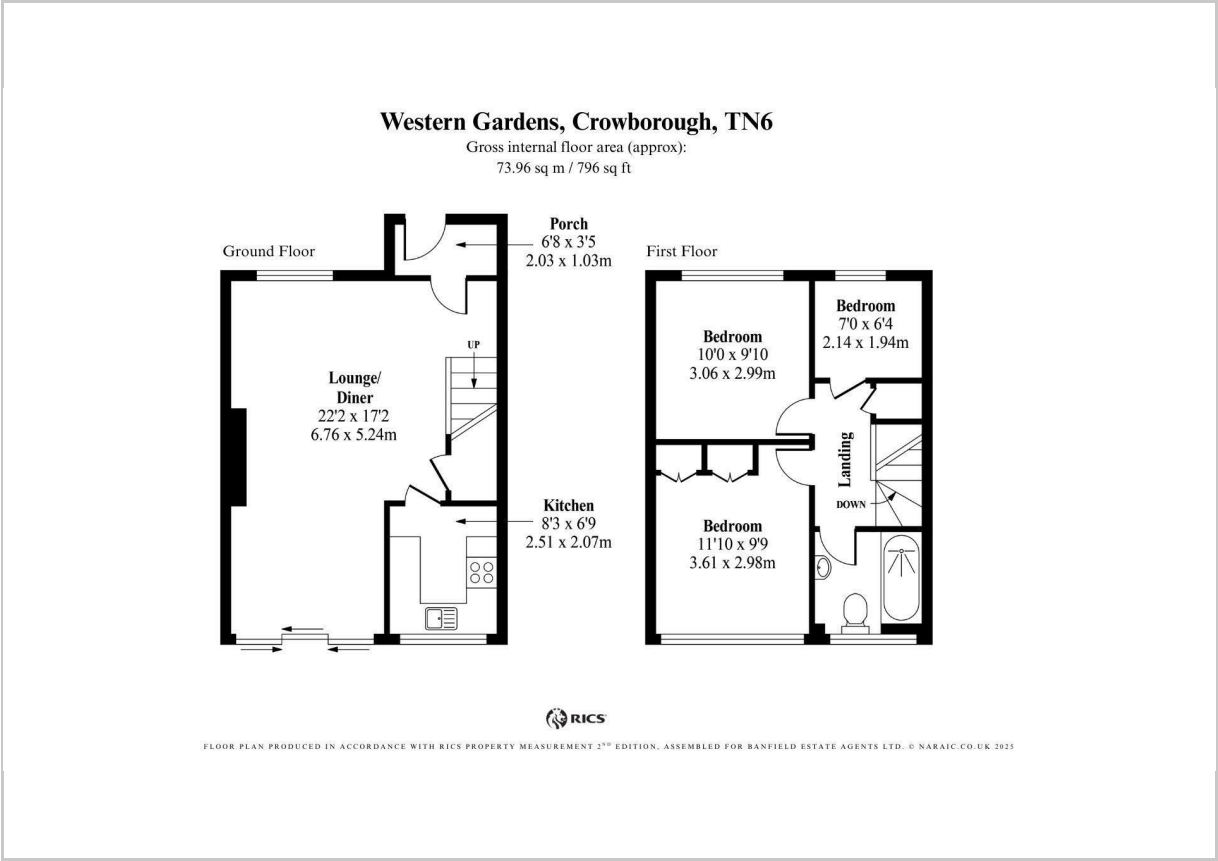 Western Gardens, Crowborough, TN6
Gross internal floor area (approx):
73.96 sq m / 796 sq ft
Ground Floor
Porch
6'8 x 3'5
2.03 x 1.03m
UP
Lounge/
Diner
22'2 x 17'2
6.76 x 5.24m
Kitchen
8'3 x 6'9
2.51 x 2.07m
First Floor
Bedroom
10'0 x 9'10
3.06 x 2.99m
Bedroom
7'0 x 6'4
2.14 x 1.94m
Landing
DOWN
Bedroom
11'10 x 9'9
3.61 x 2.98m
RICS
FLOOR PLAN PRODUCED IN ACCORDANCE WITH RICS PROPERTY MEASUREMENT 2ND EDITION, ASSEMBLED FOR BANFIELD ESTATE AGENTS LTD. © NARAIC.CO.UK 2025